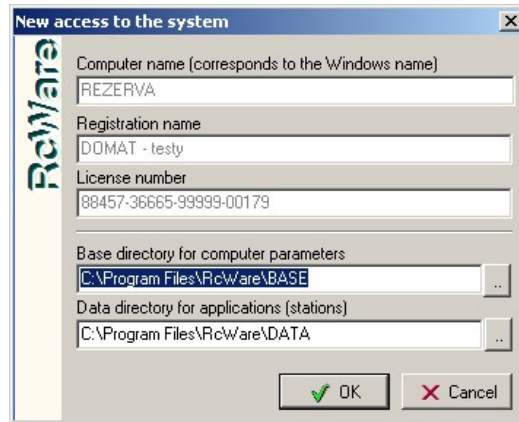 New access to the system
RcWare
Computer name (corresponds to the Windows name)
REZERVA
Registration name
DOMAT - testy
License number
88457-36665-99999-00179
Base directory for computer parameters
C:\Program Files\RcWare\BASE
..
Data directory for applications (stations)
C:\Program Files\RcWare\DATA
..
OK
Cancel